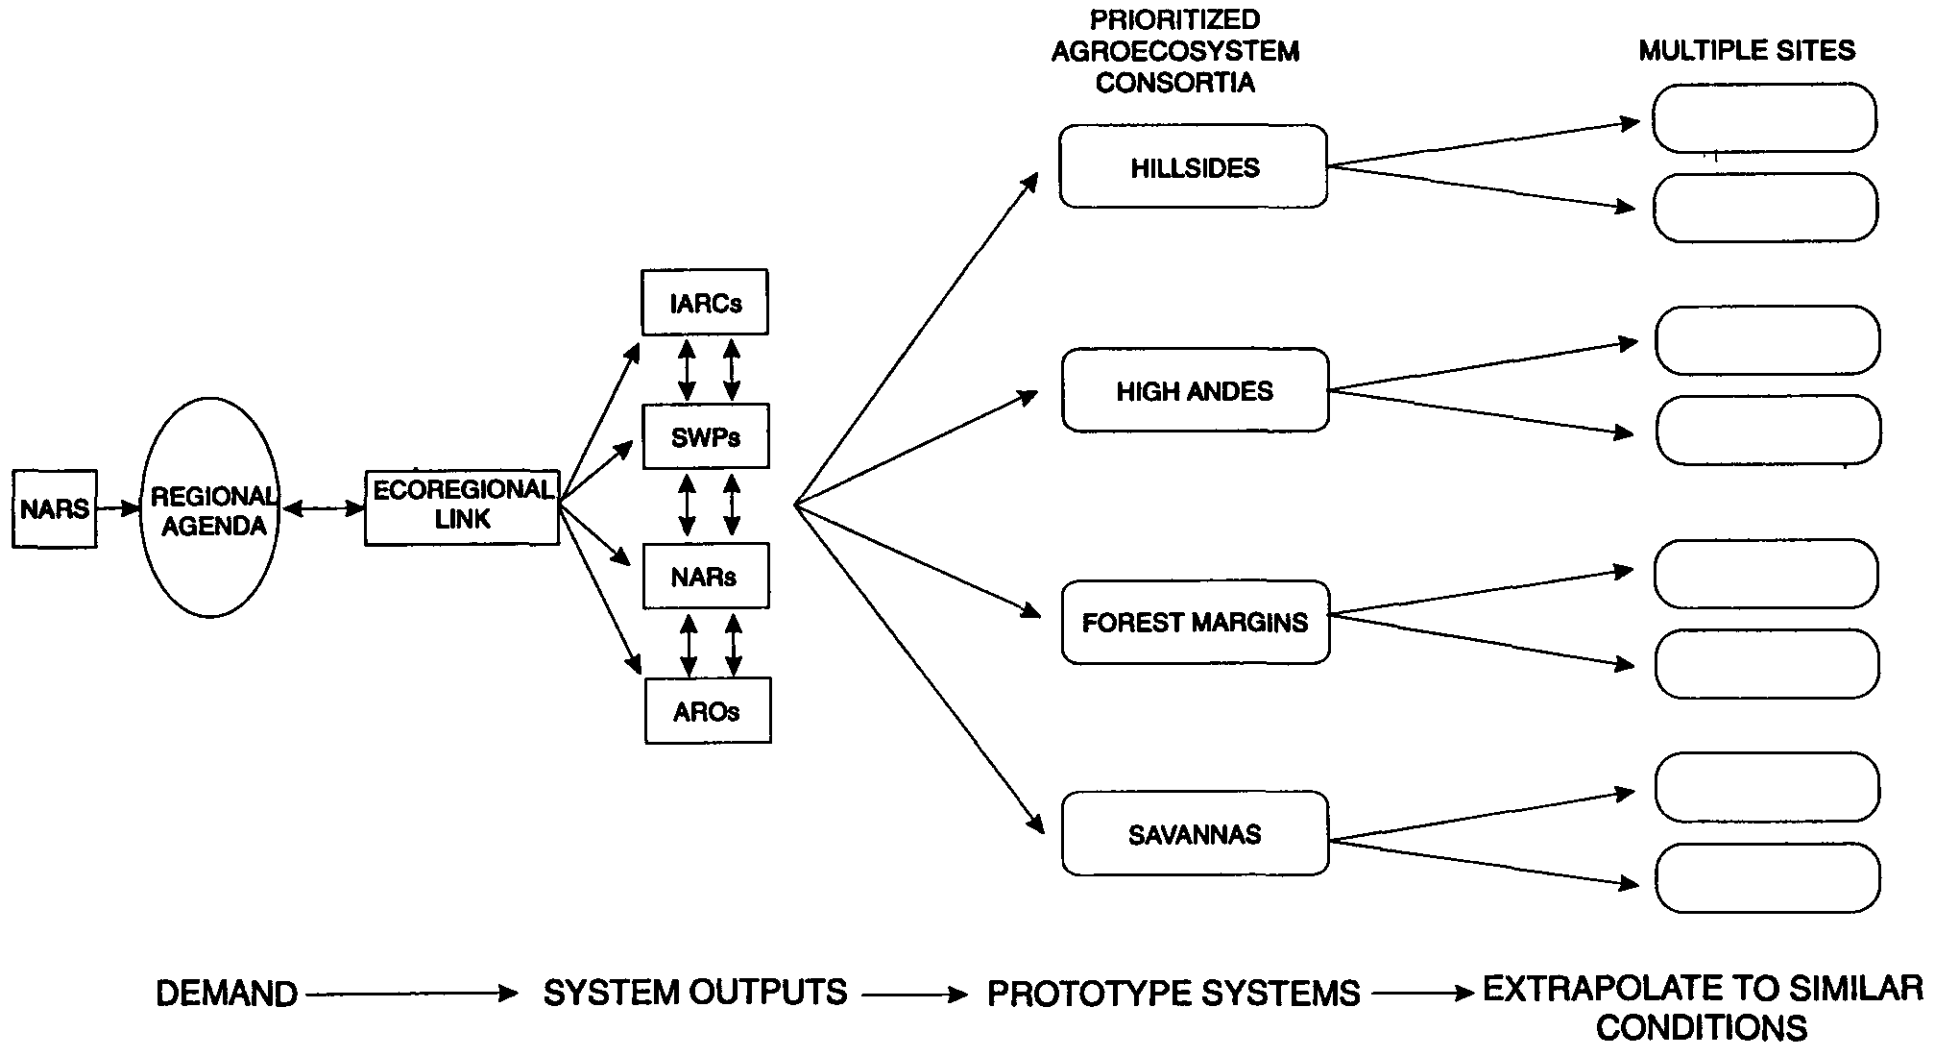 PRIORITIZED
AGROECOSYSTEM
CONSORTIA
MULTIPLE SITES
HILLSIDES
IARCs
HIGH ANDES
SWPs
NARS
REGIONAL
AGENDA
ECOREGIONAL
LINK
NARs
FOREST MARGINS
AROs
SAVANNAS
DEMAND
SYSTEM OUTPUTS
PROTOTYPE SYSTEMS
EXTRAPOLATE TO SIMILAR
CONDITIONS